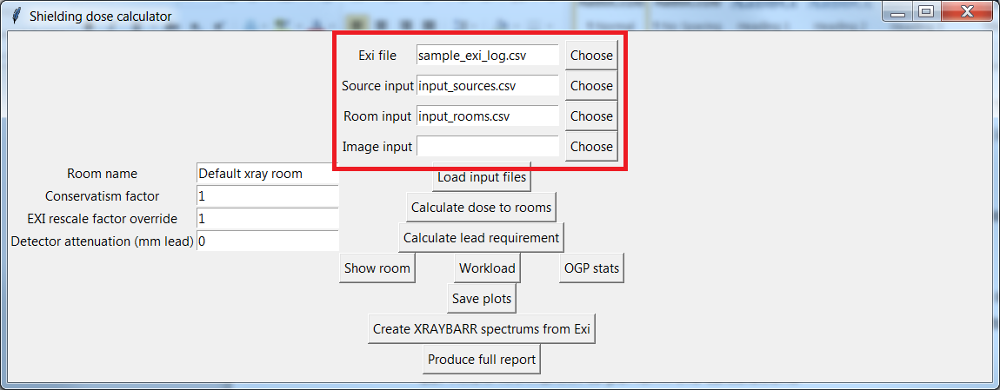 Shielding dose calculator
Exi file sample_exi_log.csv Choose
Source input input_sources.csv Choose
Room input input_rooms.csv Choose
Image input Choose
Room name Default xray room Load input files
Conservatism factor 1
Calculate dose to rooms
EXI rescale factor override 1
Detector attenuation (mm lead) 0 Calculate lead requirement
Show room Workload OGP stats
Save plots
Create XRAYBARR spectrums from Exi
Produce full report